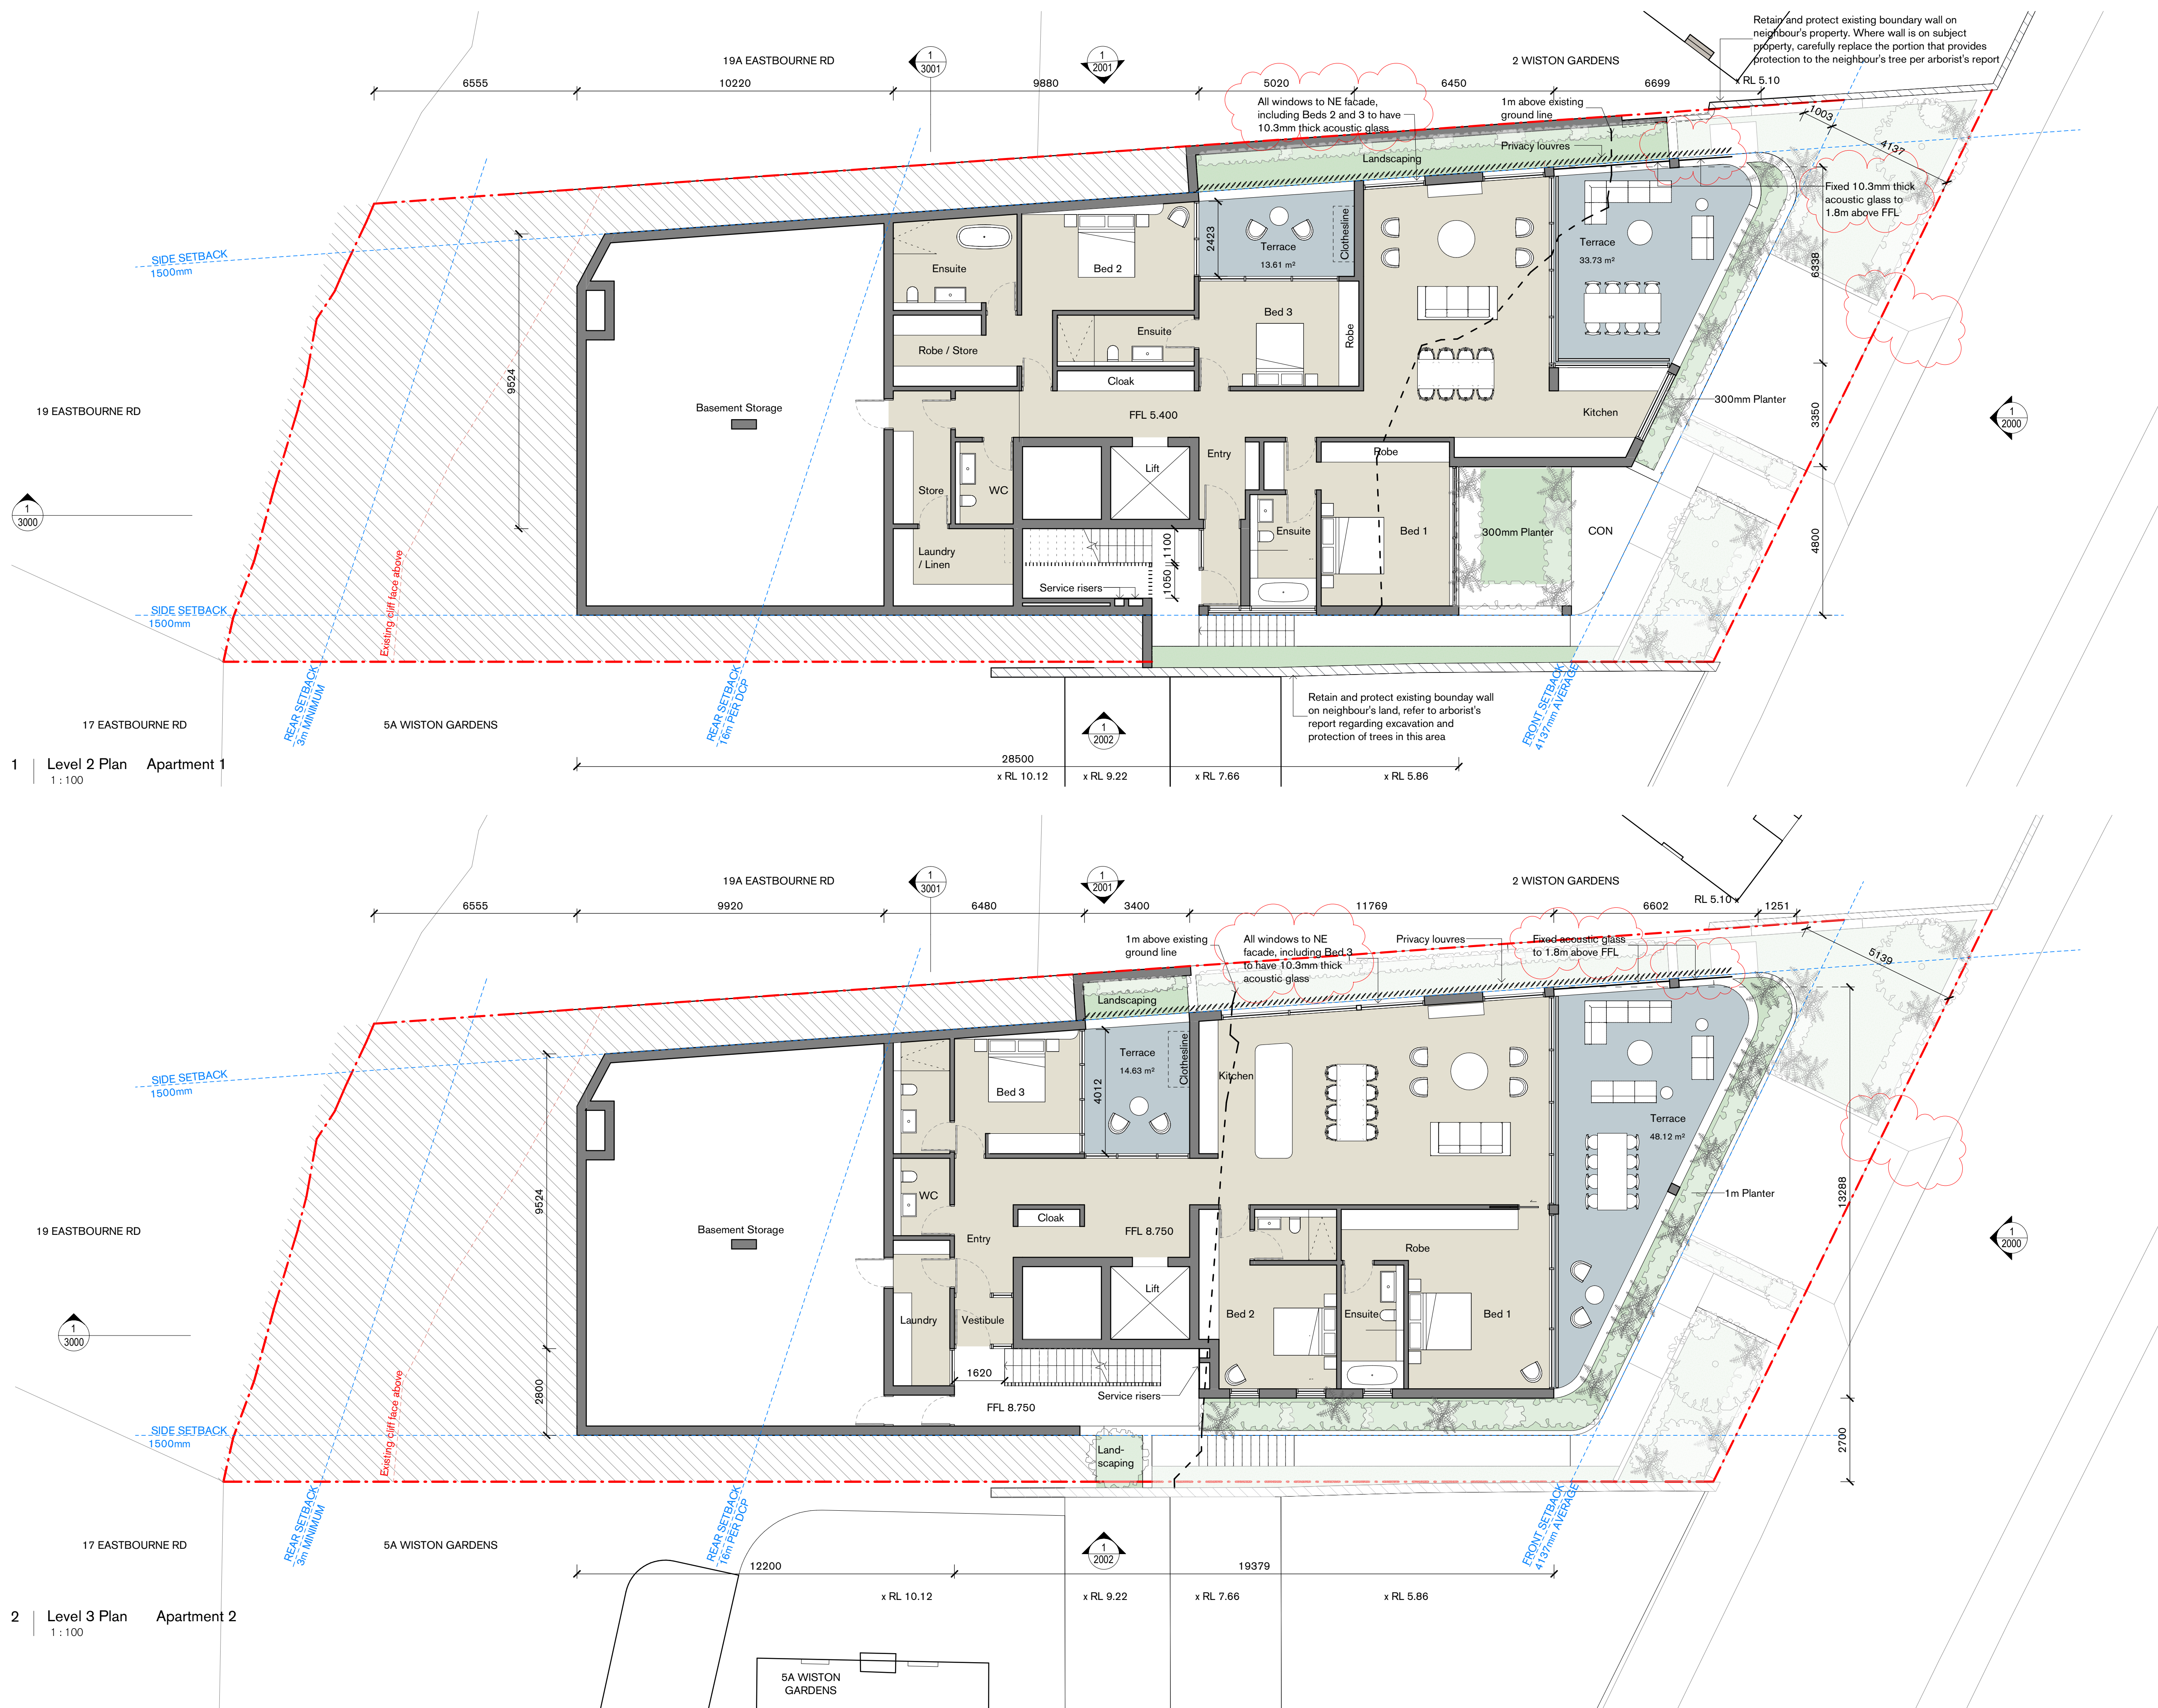 Retain and protect existing boundary wall on
neighbour's property. Where wall is on subject
property, carefully replace the portion that provides
protection to the neighbour's tree per arborist's report
19A EASTBOURNE RD
1
3001
1
2001
2 WISTON GARDENS
x RL 5.10
6555
10220
9880
5020
6450
6699
All windows to NE facade,
including Beds 2 and 3 to have
10.3mm thick acoustic glass
1m above existing
ground line
1003
4137
Landscaping
Privacy louvres
Fixed 10.3mm thick
acoustic glass to
1.8m above FFL
SIDE SETBACK
1500mm
Ensuite
Bed 2
2423
Terrace
13.61 m²
Clothesline
Terrace
33.73 m²
6338
Bed 3
Robe
Ensuite
Robe / Store
Cloak
9524
19 EASTBOURNE RD
Basement Storage
FFL 5.400
Kitchen
300mm Planter
3350
1
2000
Entry
Robe
Lift
Store
WC
1
3000
Ensuite
Bed 1
300mm Planter
CON
4800
Laundry
/ Linen
1100
1050
Service risers
Existing cliff face above
SIDE SETBACK
1500mm
REAR SETBACK
3m MINIMUM
REAR SETBACK
16m PER DCP
FRONT SETBACK
4137mm AVERAGE
17 EASTBOURNE RD
5A WISTON GARDENS
1
2002
Retain and protect existing bounday wall
on neighbour's land, refer to arborist's
report regarding excavation and
protection of trees in this area
28500
x RL 10.12
x RL 9.22
x RL 7.66
x RL 5.86
1
Level 2 Plan
Apartment 1
1 : 100
19A EASTBOURNE RD
1
3001
1
2001
2 WISTON GARDENS
RL 5.10 x
6555
9920
6480
3400
11769
6602
1251
1m above existing
ground line
All windows to NE
facade, including Bed 3
to have 10.3mm thick
acoustic glass
Privacy louvres
Fixed acoustic glass
to 1.8m above FFL
5139
Landscaping
SIDE SETBACK
1500mm
Terrace
14.63 m²
Clothesline
Kitchen
Bed 3
4012
Terrace
48.12 m²
9524
WC
1m Planter
13288
Cloak
19 EASTBOURNE RD
Basement Storage
Entry
FFL 8.750
Robe
1
2000
Lift
1
3000
Laundry
Vestibule
Bed 2
Ensuite
Bed 1
1620
Service risers
2800
FFL 8.750
Existing cliff face above
SIDE SETBACK
1500mm
Land-
scaping
2700
REAR SETBACK
3m MINIMUM
REAR SETBACK
16m PER DCP
FRONT SETBACK
4137mm AVERAGE
17 EASTBOURNE RD
5A WISTON GARDENS
1
2002
12200
19379
x RL 10.12
x RL 9.22
x RL 7.66
x RL 5.86
2
Level 3 Plan
Apartment 2
1 : 100
5A WISTON
GARDENS